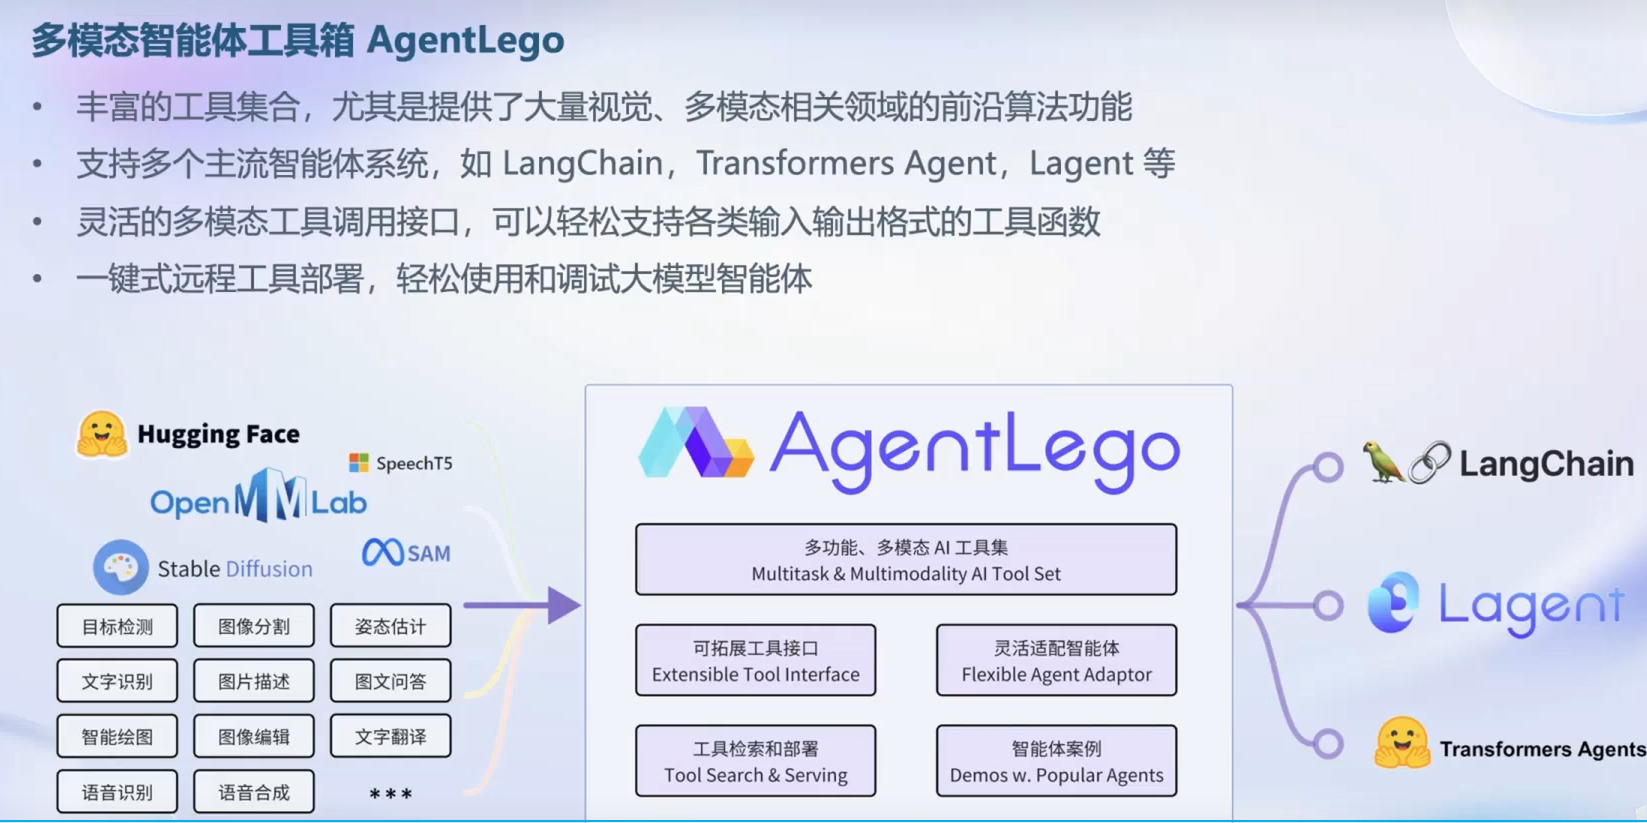 多模态智能体工具箱 AgentLego
• 丰富的工具集合，尤其是提供了大量视觉、多模态相关领域的前沿算法功能
• 支持多个主流智能体系统，如 LangChain，Transformers Agent，Lagent 等
• 灵活的多模态工具调用接口，可以轻松支持各类输入输出格式的工具函数
• 一键式远程工具部署，轻松使用和调试大模型智能体
Hugging Face
SpeechT5
OpenMMLab
Stable Diffusion
SAM
目标检测
图像分割
姿态估计
文字识别
图片描述
图文问答
智能绘图
图像编辑
文字翻译
语音识别
语音合成
***
AgentLego
多功能、多模态 AI 工具集
Multitask & Multimodality AI Tool Set
可拓展工具接口
Extensible Tool Interface
灵活适配智能体
Flexible Agent Adaptor
工具检索和部署
Tool Search & Serving
智能体案例
Demos w. Popular Agents
LangChain
Lagent
Transformers Agents